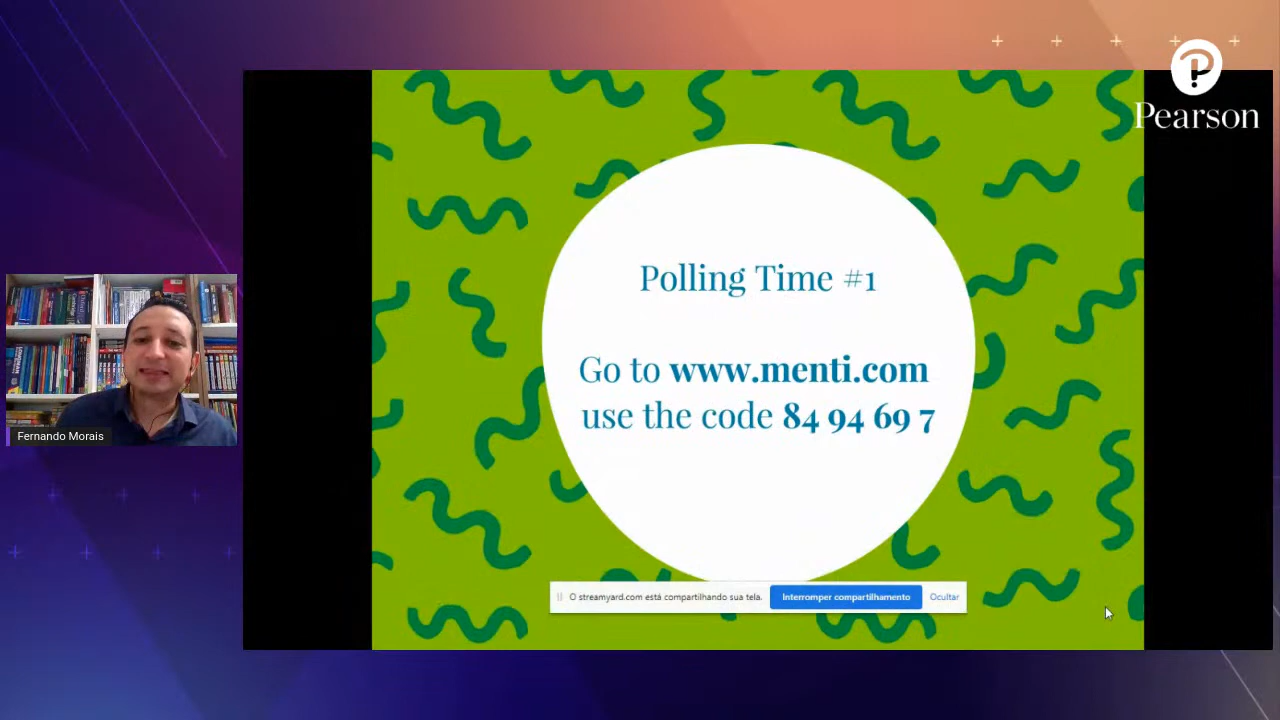 Pearson
Polling Time #1
Go to www.menti.com
use the code 84 94 69 7
Fernando Morais
O streamyard.com está compartilhando sua tela.
Interromper compartilhamento
Ocultar